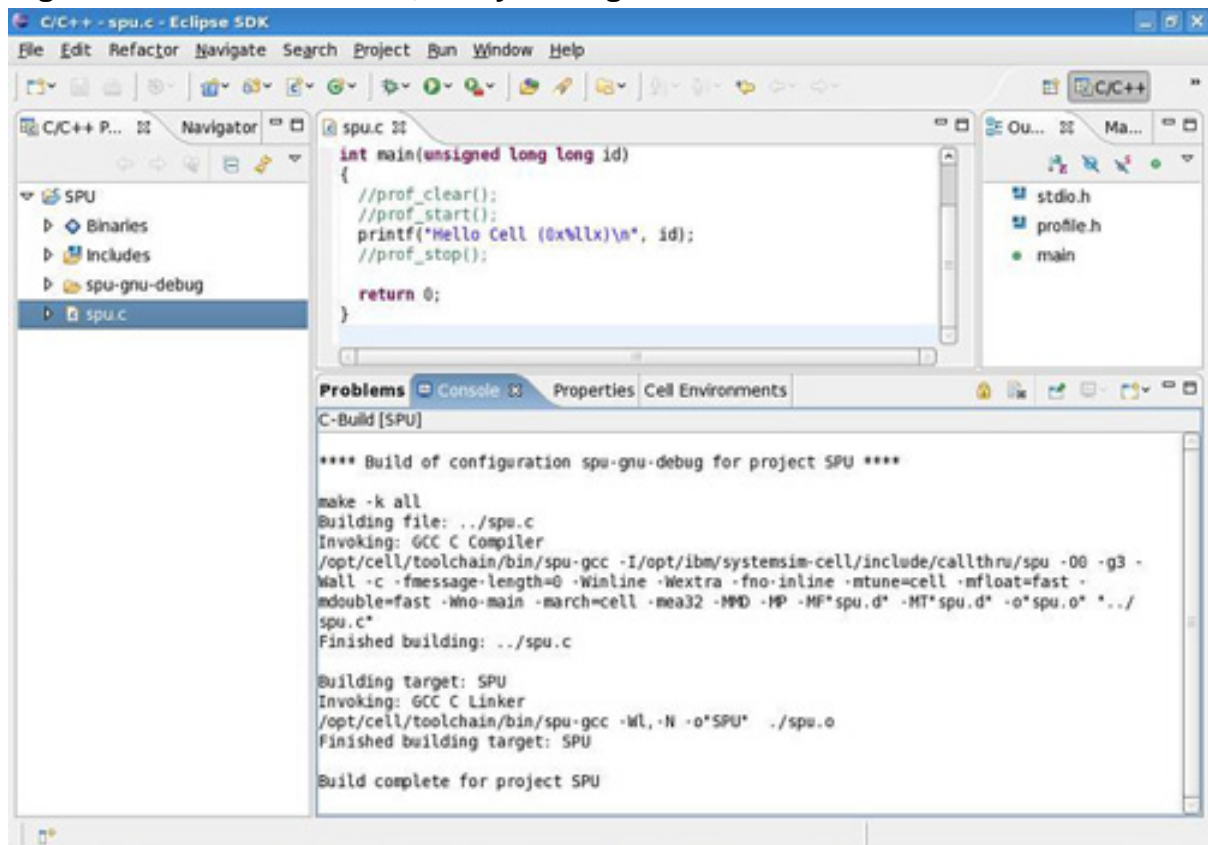 C/C++ - spu.c - Eclipse SDK
File Edit Refactor Navigate Search Project Run Window Help
C/C++
C/C++ P... Navigator
SPU
Binaries
Includes
spu-gnu-debug
spu.c
spu.c
int main(unsigned long long id)
{
//prof_clear();
//prof_start();
printf("Hello Cell (0x%llx)\n", id);
//prof_stop();
return 0;
}
Ou... Ma...
stdio.h
profile.h
main
Problems Console Properties Cell Environments
C-Build [SPU]
**** Build of configuration spu-gnu-debug for project SPU ****
make -k all
Building file: ../spu.c
Invoking: GCC C Compiler
/opt/cell/toolchain/bin/spu-gcc -I/opt/ibm/systemsim-cell/include/callthru/spu -O0 -g3 -
Wall -c -fmessage-length=0 -Winline -Wextra -fno-inline -mtune=cell -mfloat=fast -
mdouble=fast -Wno-main -march=cell -mea32 -MMD -MP -MF"spu.d" -MT"spu.d" -o"spu.o" "../
spu.c"
Finished building: ../spu.c
Building target: SPU
Invoking: GCC C Linker
/opt/cell/toolchain/bin/spu-gcc -Wl,-N -o"SPU" ./spu.o
Finished building target: SPU
Build complete for project SPU